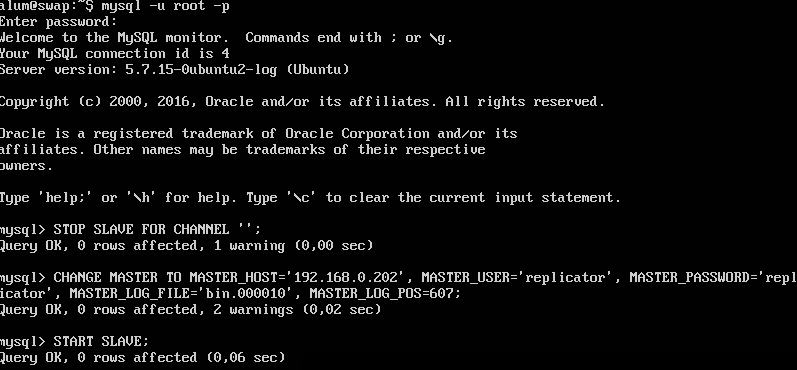 alum@swap:~$ mysql -u root -p
Enter password:
Welcome to the MySQL monitor.  Commands end with ; or \g.
Your MySQL connection id is 4
Server version: 5.7.15-0ubuntu2-log (Ubuntu)
Copyright (c) 2000, 2016, Oracle and/or its affiliates. All rights reserved.
Oracle is a registered trademark of Oracle Corporation and/or its
affiliates. Other names may be trademarks of their respective
owners.
Type 'help;' or '\h' for help. Type '\c' to clear the current input statement.
mysql> STOP SLAVE FOR CHANNEL '';
Query OK, 0 rows affected, 1 warning (0,00 sec)
mysql> CHANGE MASTER TO MASTER_HOST='192.168.0.202', MASTER_USER='replicator', MASTER_PASSWORD='repl
icator', MASTER_LOG_FILE='bin.000010', MASTER_LOG_POS=607;
Query OK, 0 rows affected, 2 warnings (0,02 sec)
mysql> START SLAVE;
Query OK, 0 rows affected (0,06 sec)